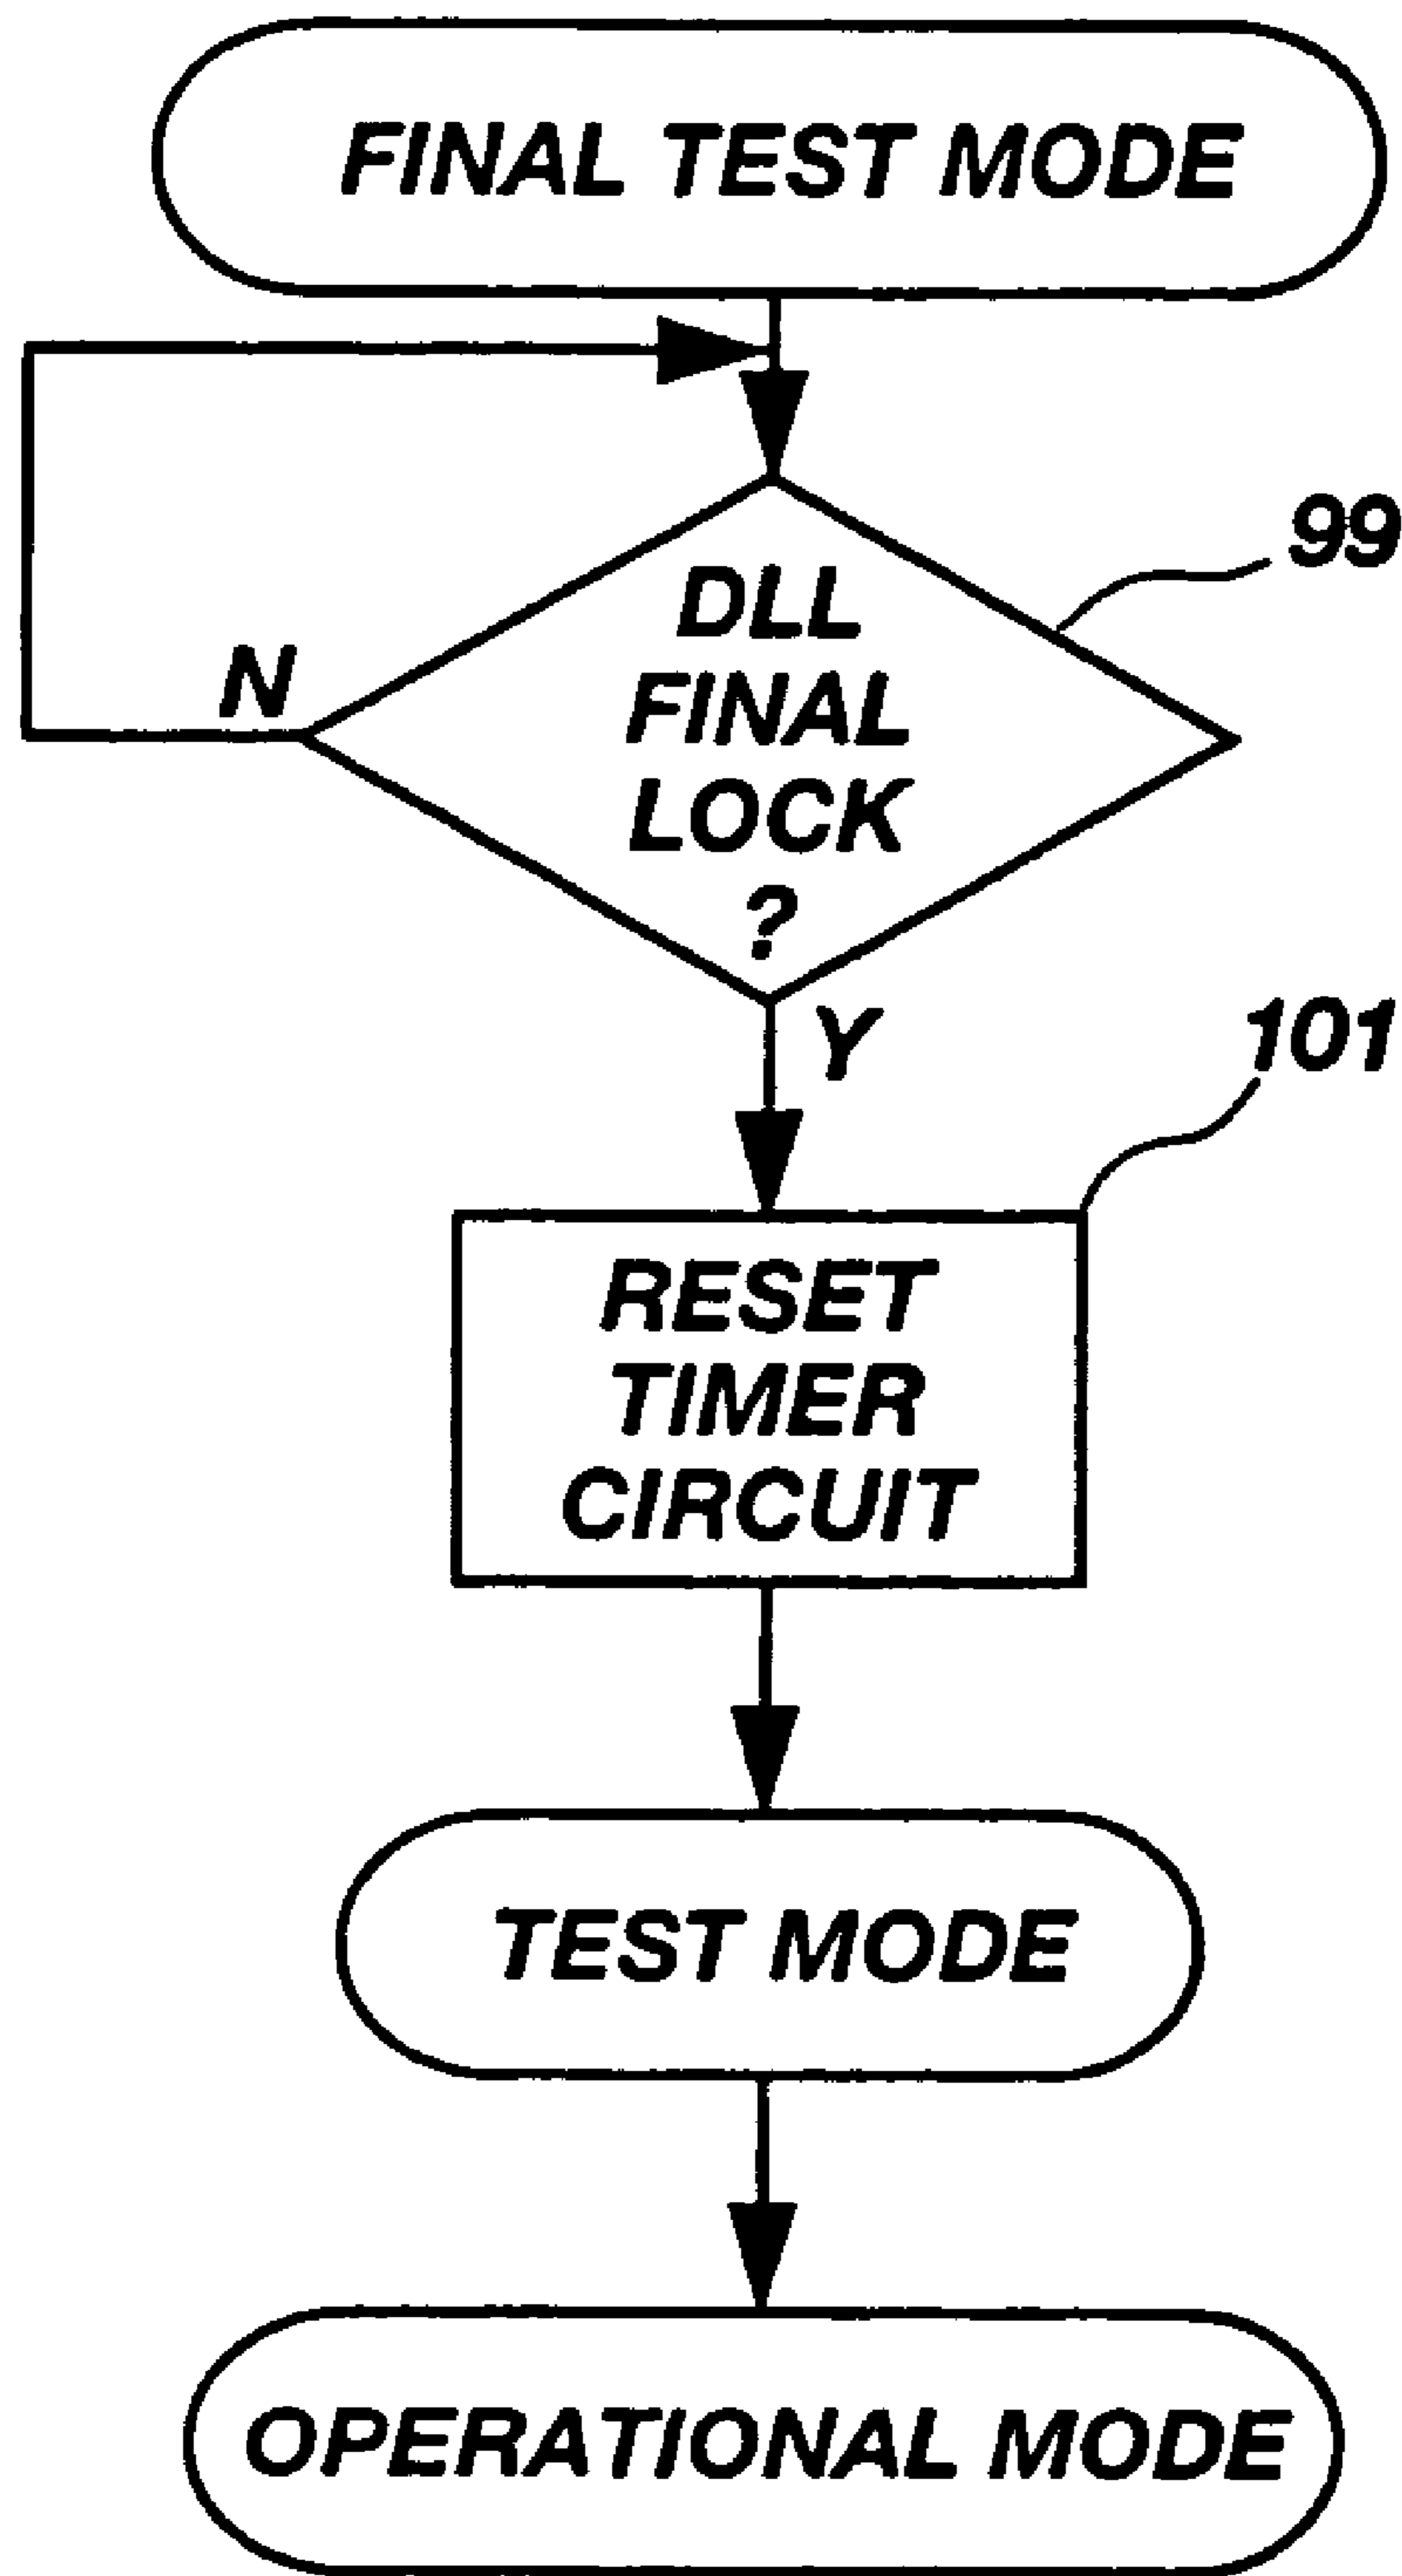 FINAL TEST MODE
99
DLL
FINAL
LOCK
?
N
Y
101
RESET
TIMER
CIRCUIT
TEST MODE
OPERATIONAL MODE